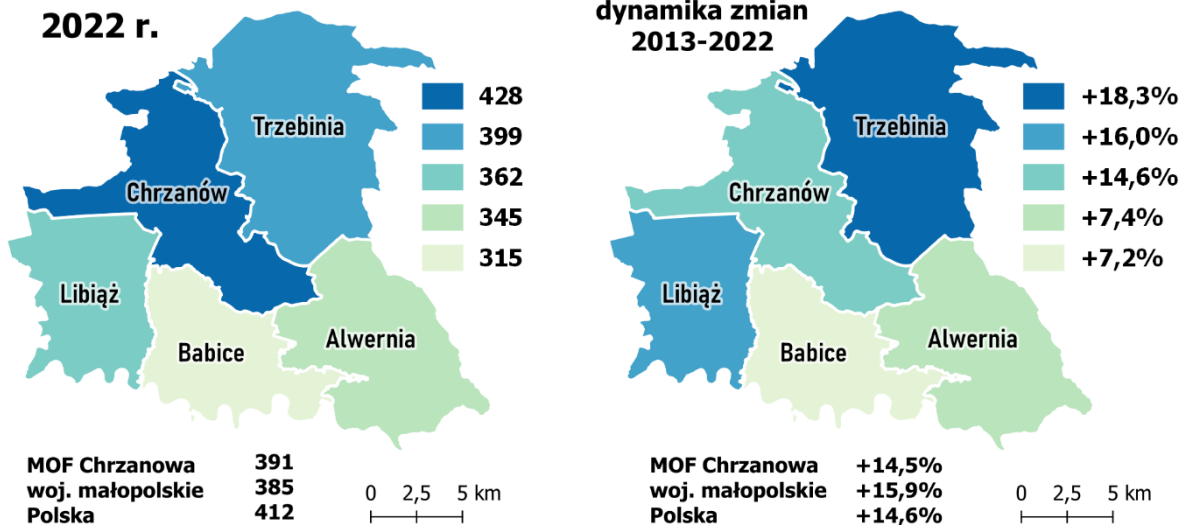 2022 r.
Trzebinia
Chrzanów
Libiąż
Babice
Alwernia
428
399
362
345
315
MOF Chrzanowa 391
woj. małopolskie 385
Polska 412
0 2,5 5 km
dynamika zmian
2013-2022
Trzebinia
Chrzanów
Libiąż
Babice
Alwernia
+18,3%
+16,0%
+14,6%
+7,4%
+7,2%
MOF Chrzanowa +14,5%
woj. małopolskie +15,9%
Polska +14,6%
0 2,5 5 km